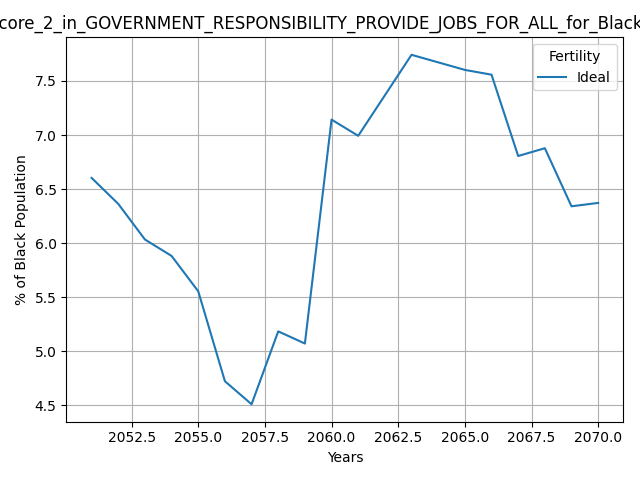 core_2_in_GOVERNMENT_RESPONSIBILITY_PROVIDE_JOBS_FOR_ALL_for_Black
Fertility
Ideal
% of Black Population
7.5
7.0
6.5
6.0
5.5
5.0
4.5
2052.5 2055.0 2057.5 2060.0 2062.5 2065.0 2067.5 2070.0
Years